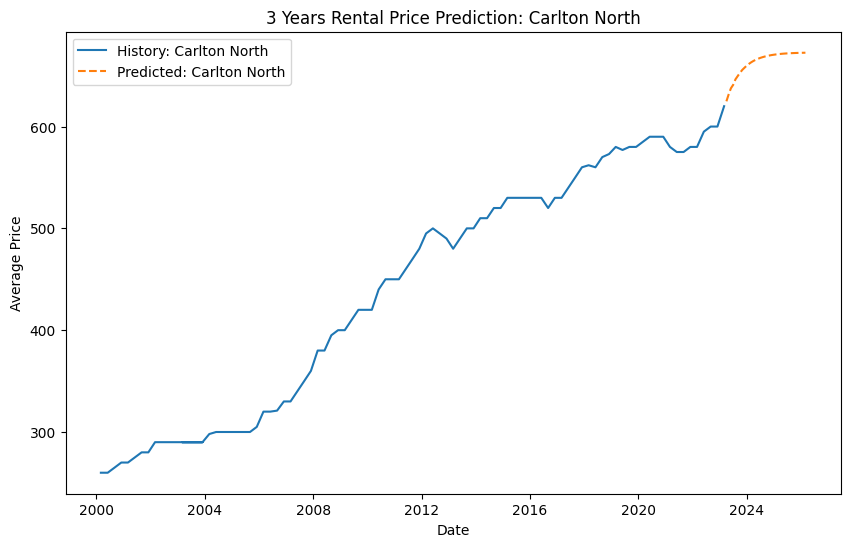 3 Years Rental Price Prediction: Carlton North
History: Carlton North
Predicted: Carlton North
600
500
400
300
Average Price
2000 2004 2008 2012 2016 2020 2024
Date